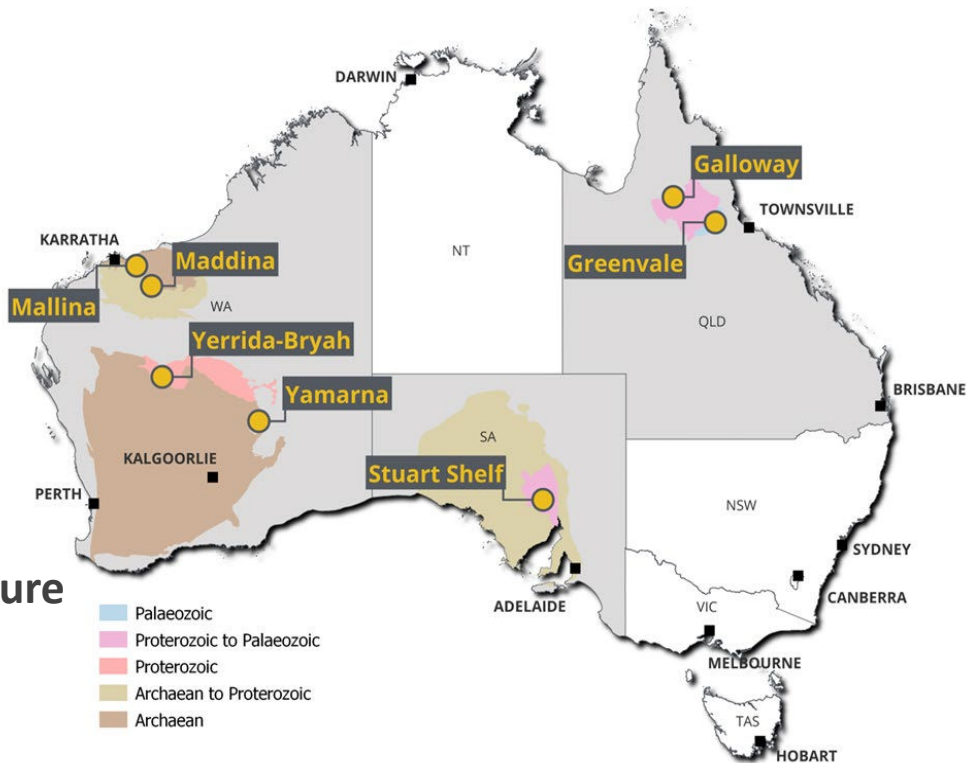 DARWIN
Galloway
TOWNSVILLE
KARRATHA
Maddina
NT
Greenvale
Mallina
WA
QLD
Yerrida-Bryah
BRISBANE
Yamarna
SA
KALGOORLIE
Stuart Shelf
PERTH
NSW
SYDNEY
ure
ADELAIDE
CANBERRA
VIC
Palaeozoic
Proterozoic to Palaeozoic
MELBOURNE
Proterozoic
Archaean to Proterozoic
Archaean
TAS
HOBART